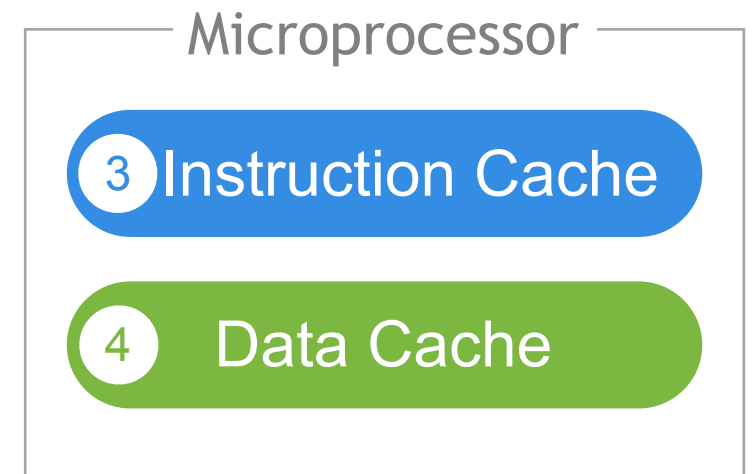 Microprocessor
3 Instruction Cache
4 Data Cache